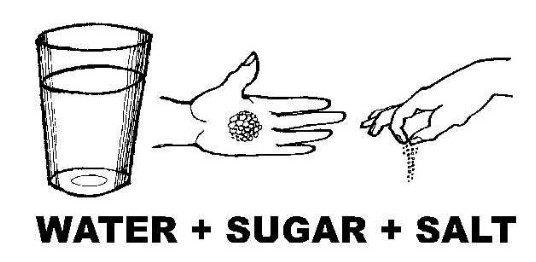 WATER + SUGAR + SALT